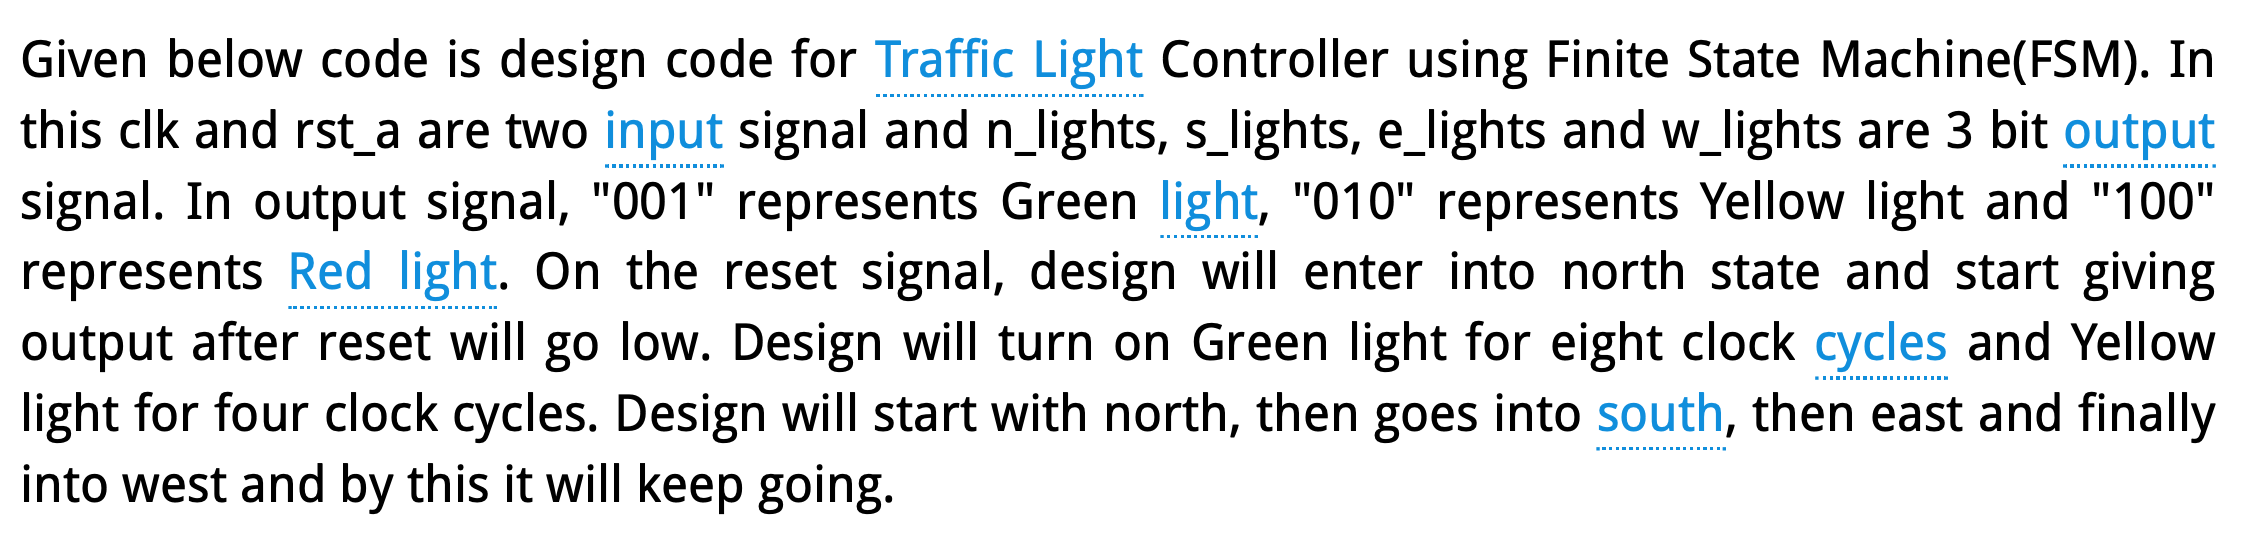 Given below code is design code for Traffic Light Controller using Finite State Machine(FSM). In
this clk and rst_a are two input signal and n_lights, s_lights, e_lights and w_lights are 3 bit output
signal. In output signal, "001" represents Green light, "010" represents Yellow light and "100"
represents Red light. On the reset signal, design will enter into north state and start giving
output after reset will go low. Design will turn on Green light for eight clock cycles and Yellow
light for four clock cycles. Design will start with north, then goes into south, then east and finally
into west and by this it will keep going.